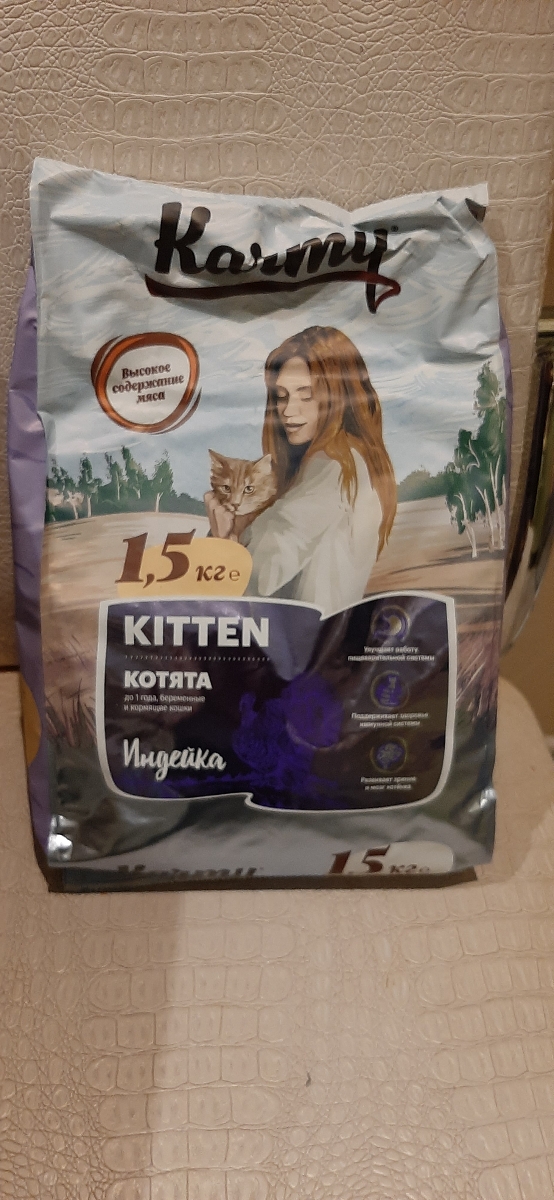 Karmy®
Высокое
содержание
мяса
1,5 кг e
KITTEN
КОТЯТА
до 1 года, беременные
и кормящие кошки
Индейка
Улучшает работу
пищеварительной системы
Поддерживает здоровье
иммунной системы
Развивает зрение
и мозг котёнка
Karmy
1,5 кг e